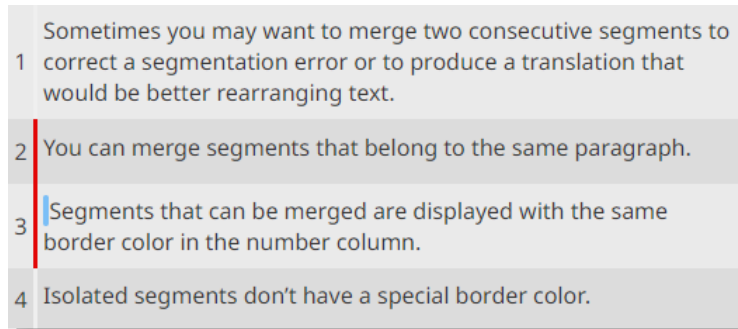 Sometimes you may want to merge two consecutive segments to
1 correct a segmentation error or to produce a translation that
would be better rearranging text.
2 You can merge segments that belong to the same paragraph.
Segments that can be merged are displayed with the same
3 border color in the number column.
4 Isolated segments don’t have a special border color.